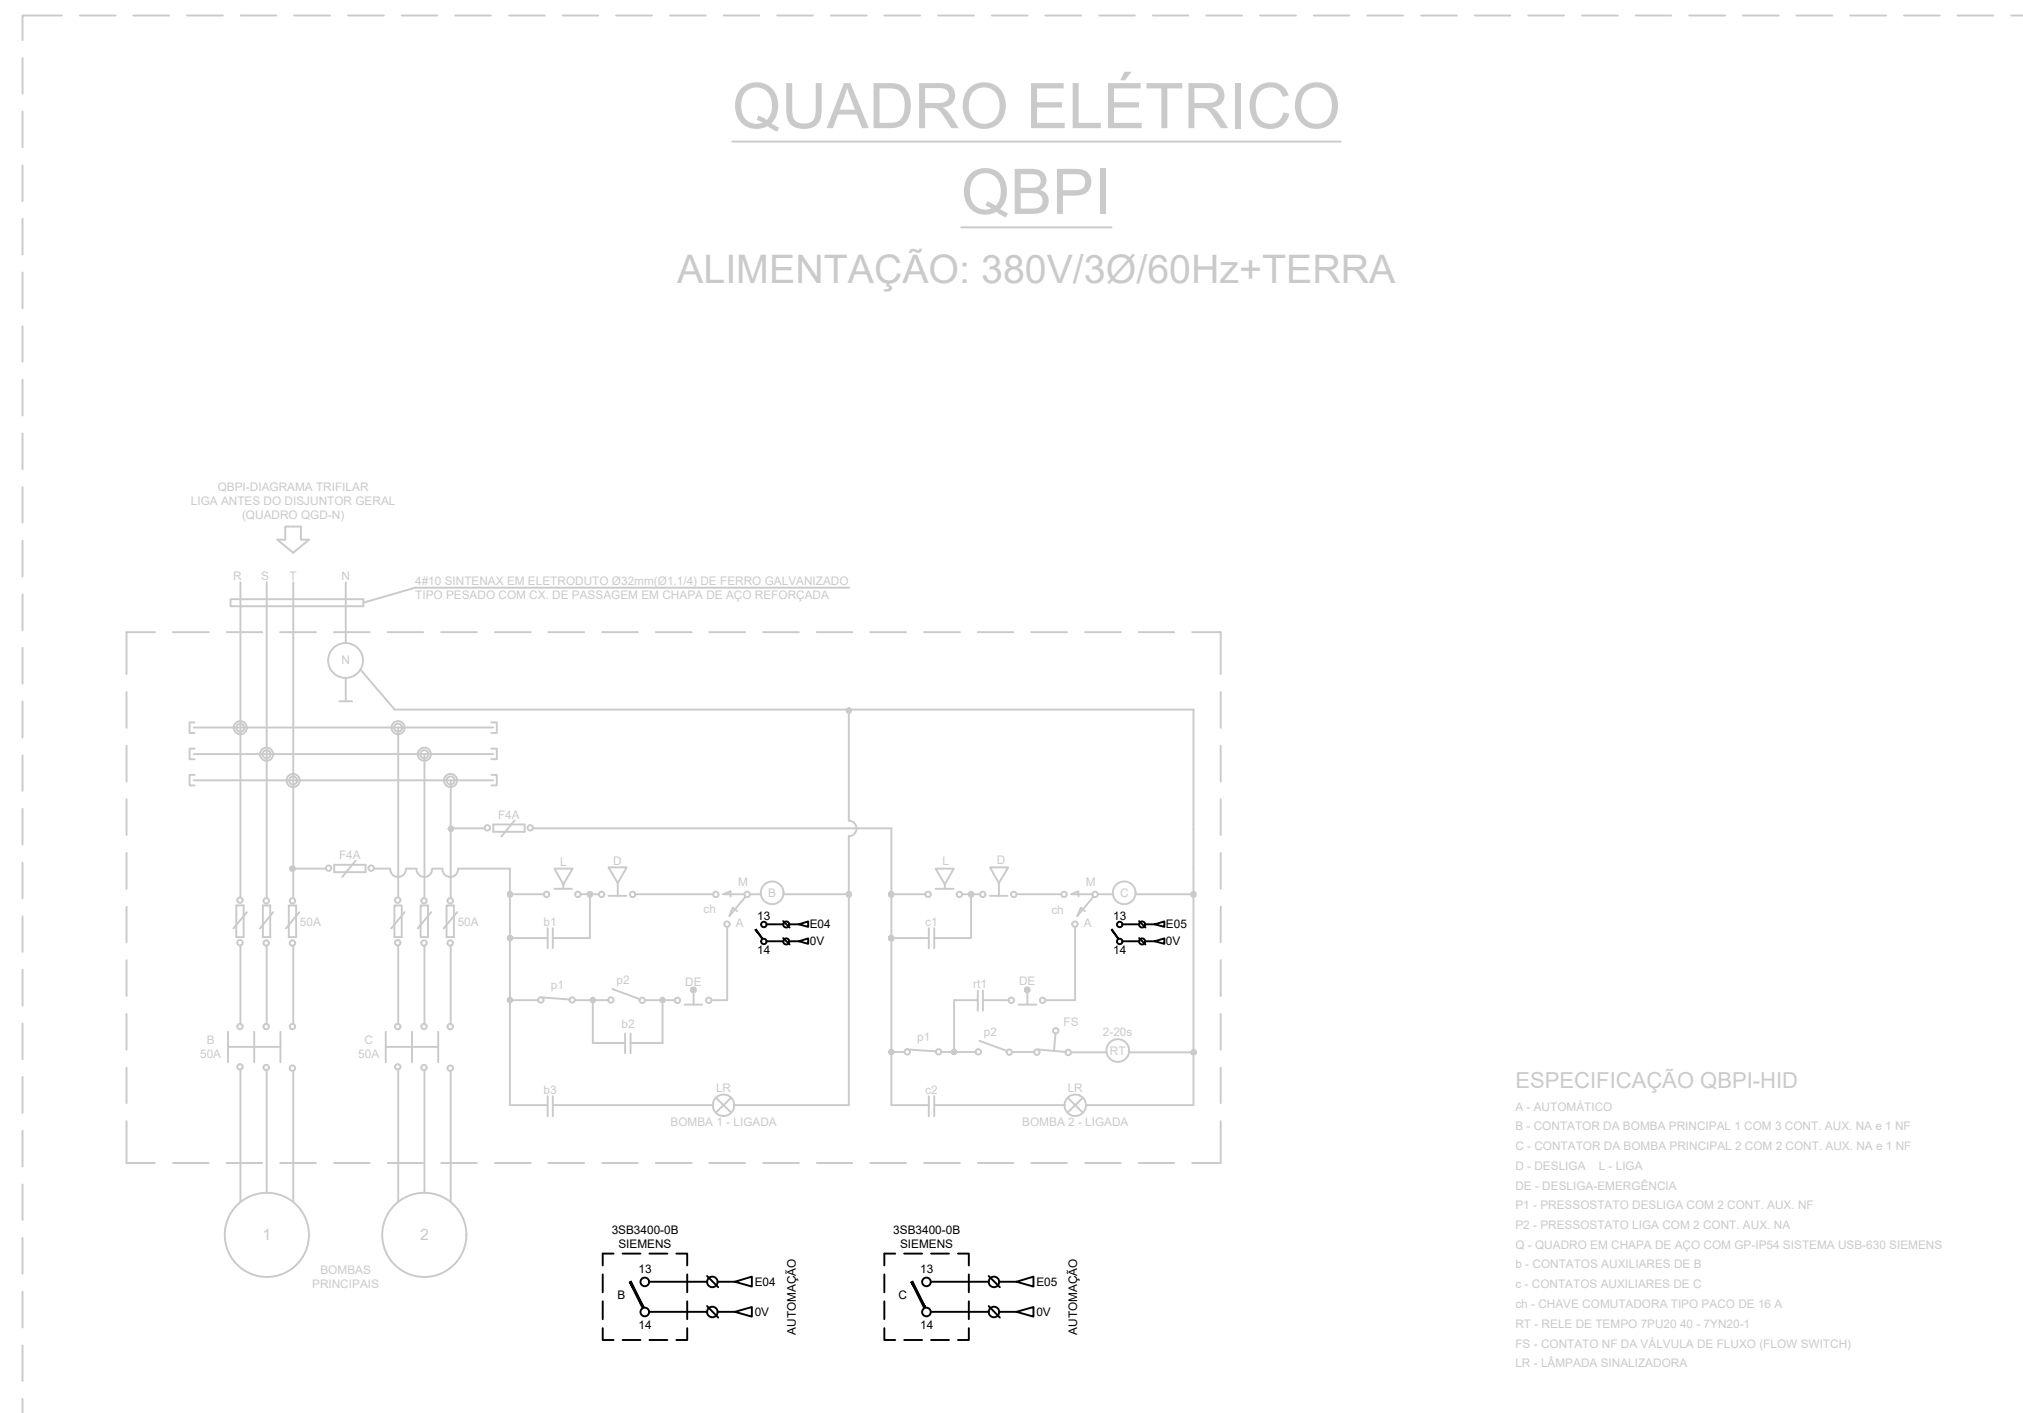 QUADRO ELÉTRICO
QBPI
ALIMENTAÇÃO: 380V/3Ø/60Hz+TERRA
QBPI-DIAGRAMA TRIFILAR
LIGA ANTES DO DISJUNTOR GERAL
(QUADRO QGD-N)
R S T N
4#10 SINTENAX EM ELETRODUTO Ø32mm(Ø1.1/4) DE FERRO GALVANIZADO
TIPO PESADO COM CX. DE PASSAGEM EM CHAPA DE AÇO REFORÇADA
N
F4A
F4A
L D M B
L D M C
50A
50A
b1 ch A
13 E04
14 0V
c1 ch A
13 E05
14 0V
p1 p2 DE
b2
rt1 DE
FS
p1 p2 2-20s
RT
B
50A
C
50A
b3 LR
BOMBA 1 - LIGADA
c2 LR
BOMBA 2 - LIGADA
1 2
BOMBAS
PRINCIPAIS
3SB3400-0B
SIEMENS
13
E04
B
0V
14
AUTOMAÇÃO
3SB3400-0B
SIEMENS
13
E05
C
0V
14
AUTOMAÇÃO
ESPECIFICAÇÃO QBPI-HID
A - AUTOMÁTICO
B - CONTATOR DA BOMBA PRINCIPAL 1 COM 3 CONT. AUX. NA e 1 NF
C - CONTATOR DA BOMBA PRINCIPAL 2 COM 2 CONT. AUX. NA e 1 NF
D - DESLIGA L - LIGA
DE - DESLIGA-EMERGÊNCIA
P1 - PRESSOSTATO DESLIGA COM 2 CONT. AUX. NF
P2 - PRESSOSTATO LIGA COM 2 CONT. AUX. NA
Q - QUADRO EM CHAPA DE AÇO COM GP-IP54 SISTEMA USB-630 SIEMENS
b - CONTATOS AUXILIARES DE B
c - CONTATOS AUXILIARES DE C
ch - CHAVE COMUTADORA TIPO PACO DE 16 A
RT - RELE DE TEMPO 7PU20 40 - 7YN20-1
FS - CONTATO NF DA VÁLVULA DE FLUXO (FLOW SWITCH)
LR - LÂMPADA SINALIZADORA